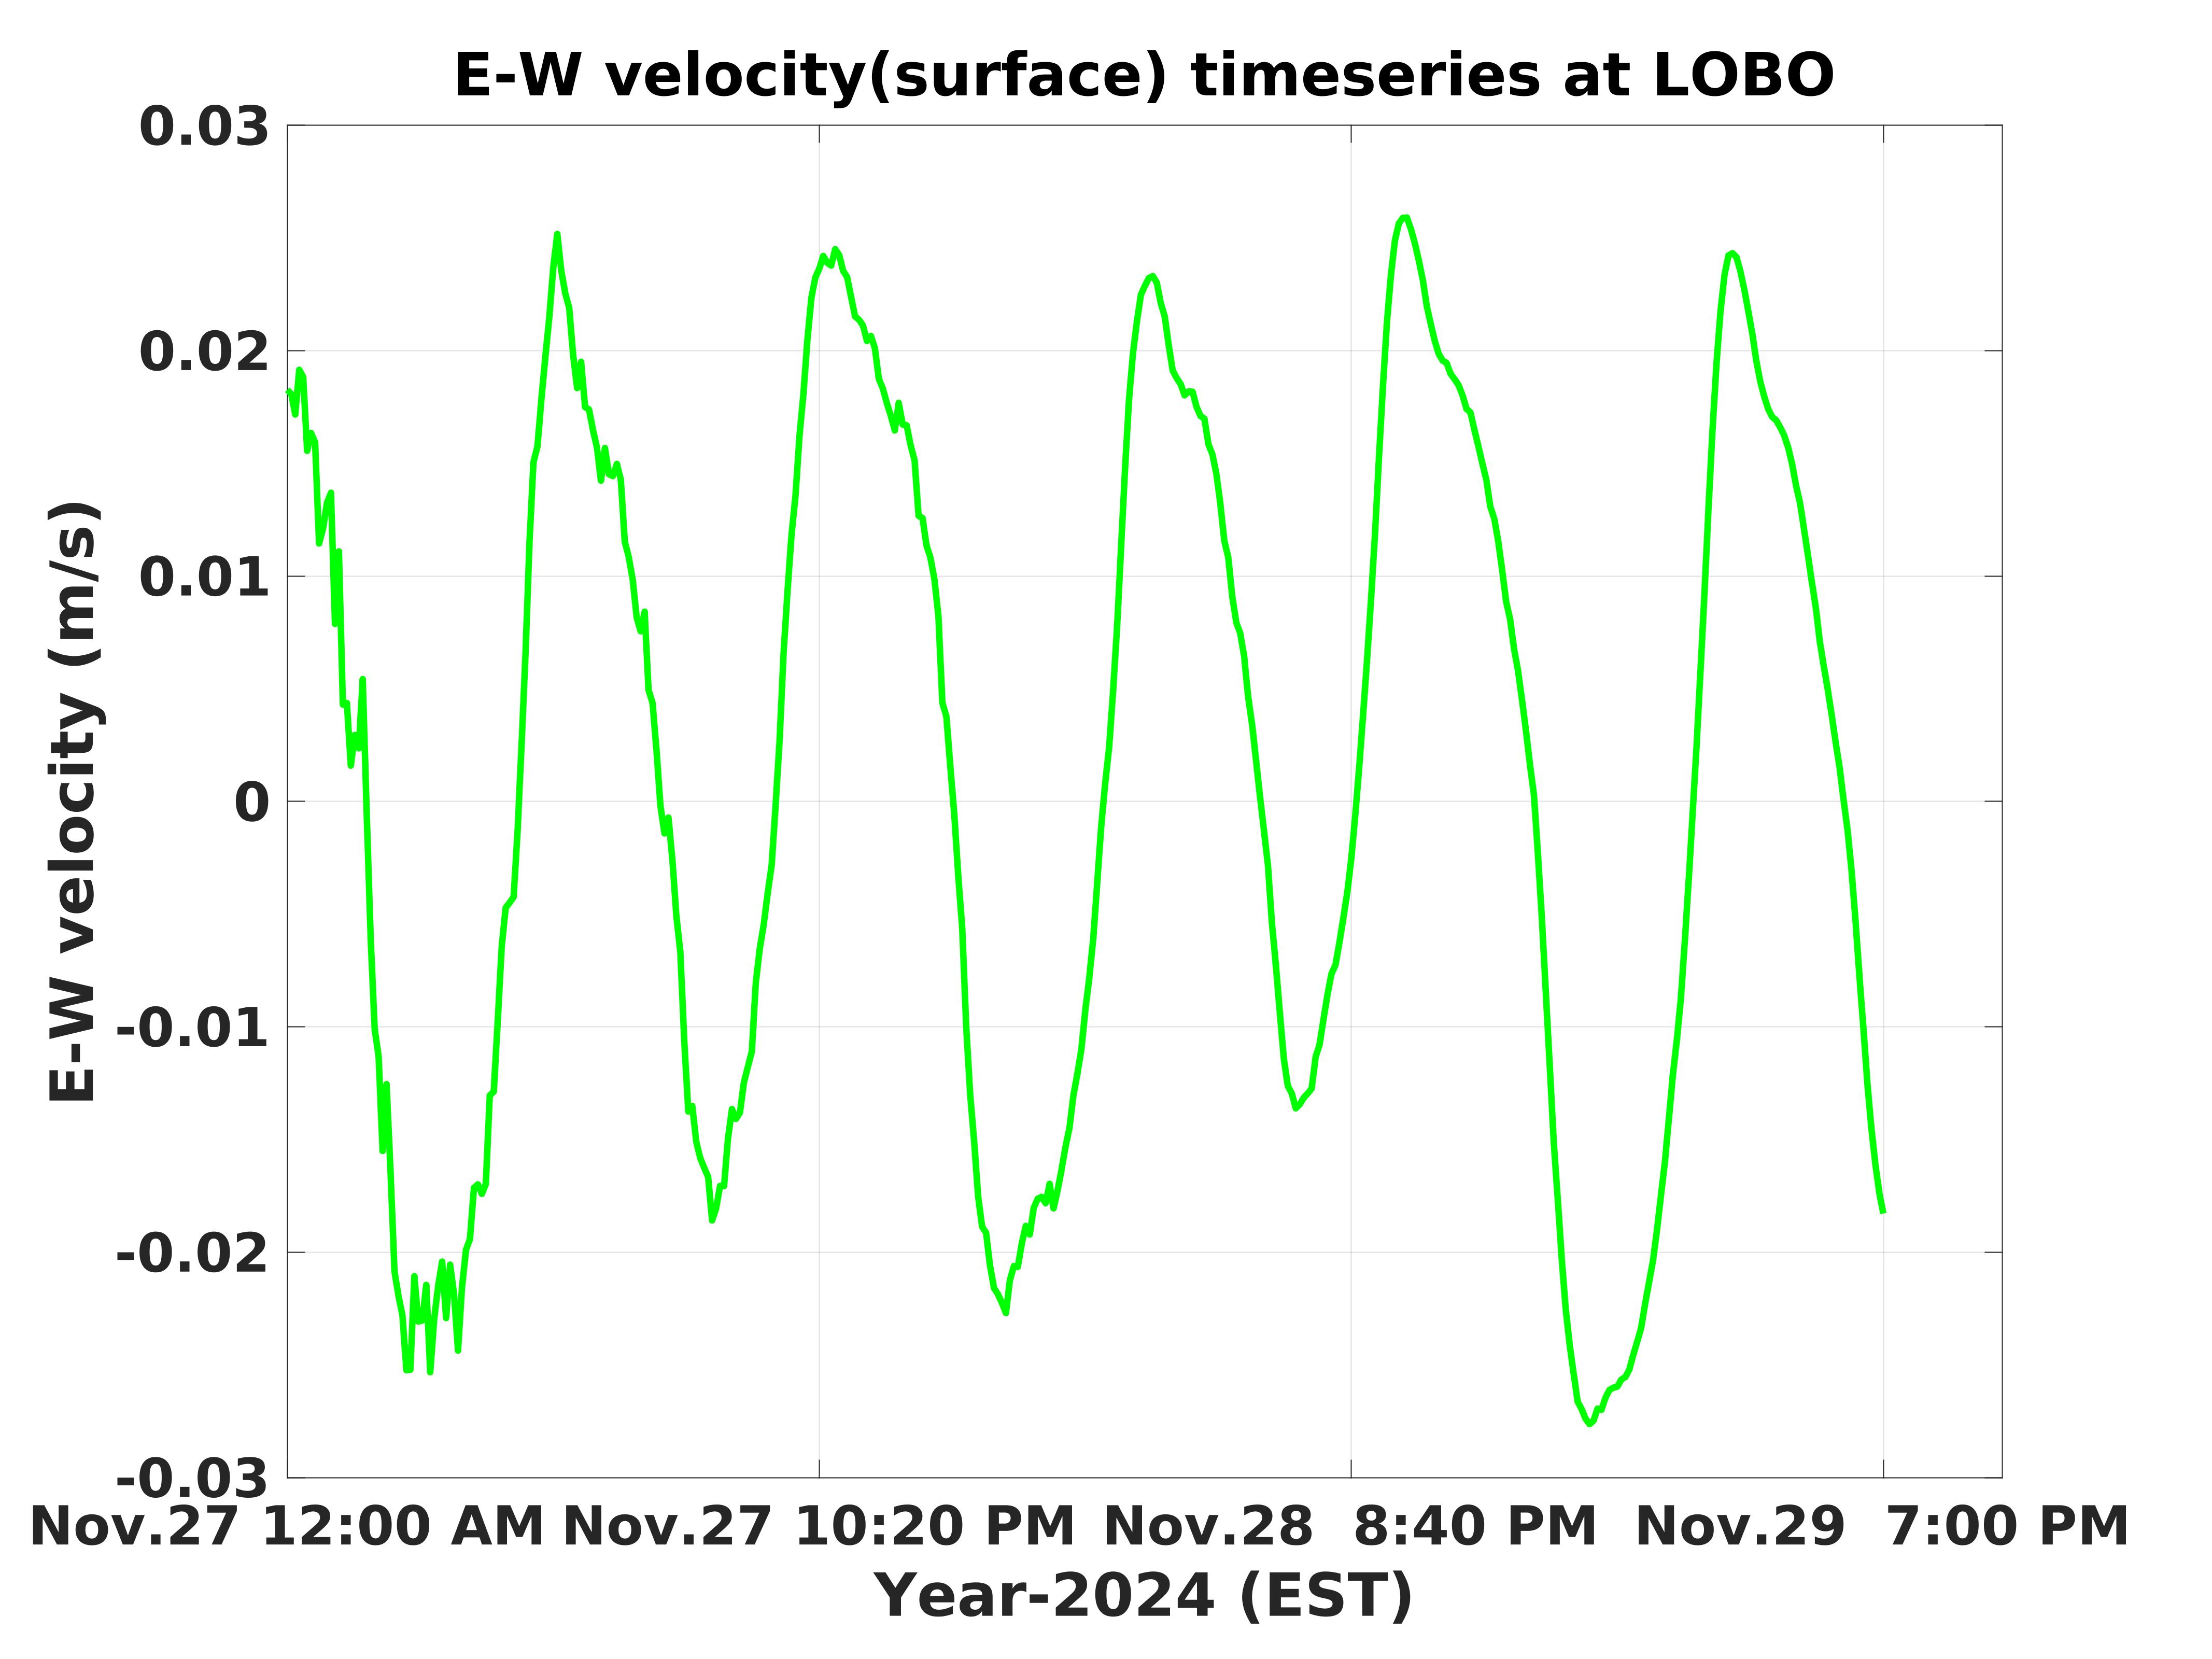 E-W velocity(surface) timeseries at LOBO
E-W velocity (m/s)
0.03
0.02
0.01
0
-0.01
-0.02
-0.03
Nov.27 12:00 AM Nov.27 10:20 PM Nov.28 8:40 PM Nov.29 7:00 PM
Year-2024 (EST)